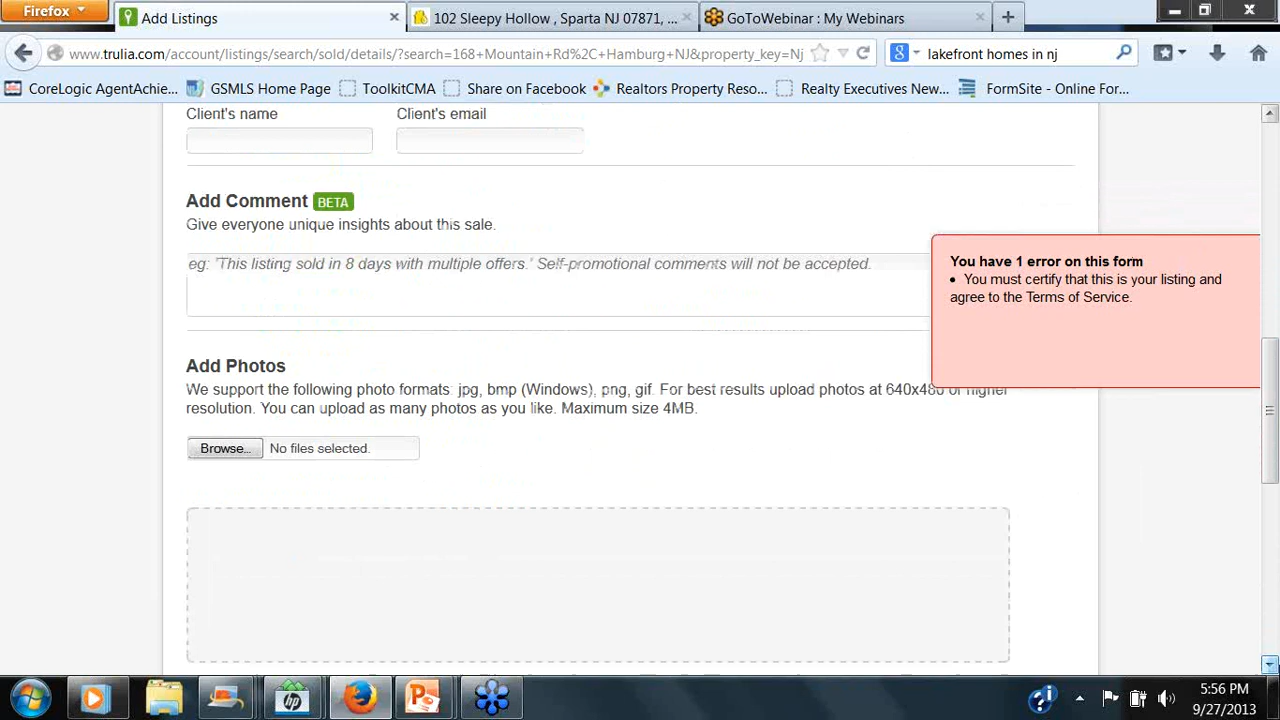 Firefox
Add Listings
102 Sleepy Hollow , Sparta NJ 07871, ...
GoToWebinar : My Webinars
www.trulia.com/account/listings/search/sold/details/?search=168+Mountain+Rd%2C+Hamburg+NJ&property_key=Nj
lakefront homes in nj
CoreLogic AgentAchie...
GSMLS Home Page
ToolkitCMA
Share on Facebook
Realtors Property Reso...
Realty Executives New...
FormSite - Online For...
Client's name
Client's email
Add Comment BETA
Give everyone unique insights about this sale.
eg: 'This listing sold in 8 days with multiple offers.' Self-promotional comments will not be accepted.
You have 1 error on this form
• You must certify that this is your listing and
agree to the Terms of Service.
Add Photos
We support the following photo formats: jpg, bmp (Windows), png, gif. For best results upload photos at 640x480 or higher
resolution. You can upload as many photos as you like. Maximum size 4MB.
Browse... No files selected.
5:56 PM
9/27/2013